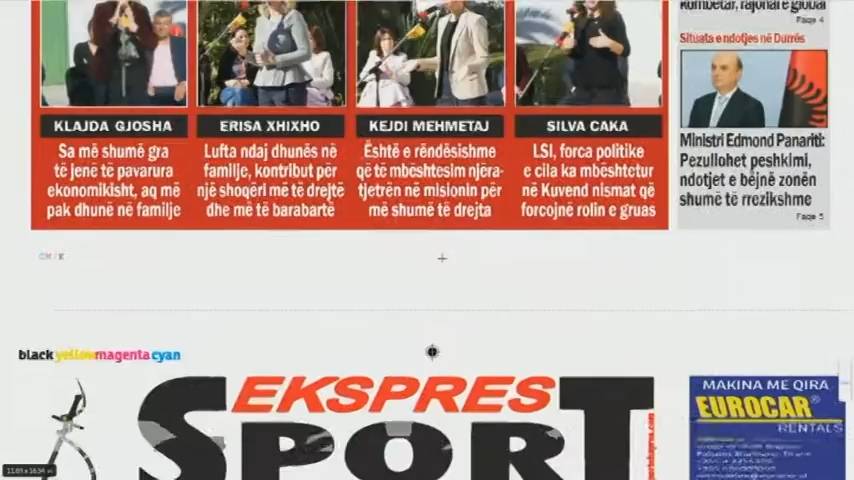 kombëtar, rajonal e global
Faqe 4
Situata e ndotjes në Durrës
KLAJDA GJOSHA
Sa më shumë gra
të jenë të pavarura
ekonomikisht, aq më
pak dhunë në familje
ERISA XHIXHO
Lufta ndaj dhunës në
familje, kontribut për
një shoqëri më të drejtë
dhe më të barabartë
KEJDI MEHMETAJ
Është e rëndësishme
që të mbështesim njëra-
tjetrën në misionin për
më shumë të drejta
SILVA CAKA
LSI, forca politike
e cila ka mbështetur
në Kuvend nismat që
forcojnë rolin e gruas
Ministri Edmond Panariti:
Pezullohet peshkimi,
ndotjet e bëjnë zonën
shumë të rrezikshme
Faqe 5
black yellow magenta cyan
EKSPRES
SPORT
MAKINA ME QIRA
EUROCAR®
RENTALS